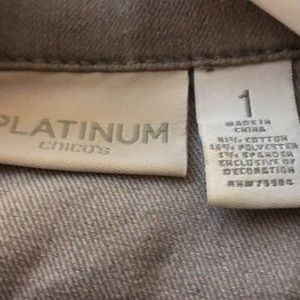 PLATINUM
chico's
1
MADE IN
CHINA
COTTON
POLYESTER
SPANDEX
EXCLUSIVE OF
DECORATION